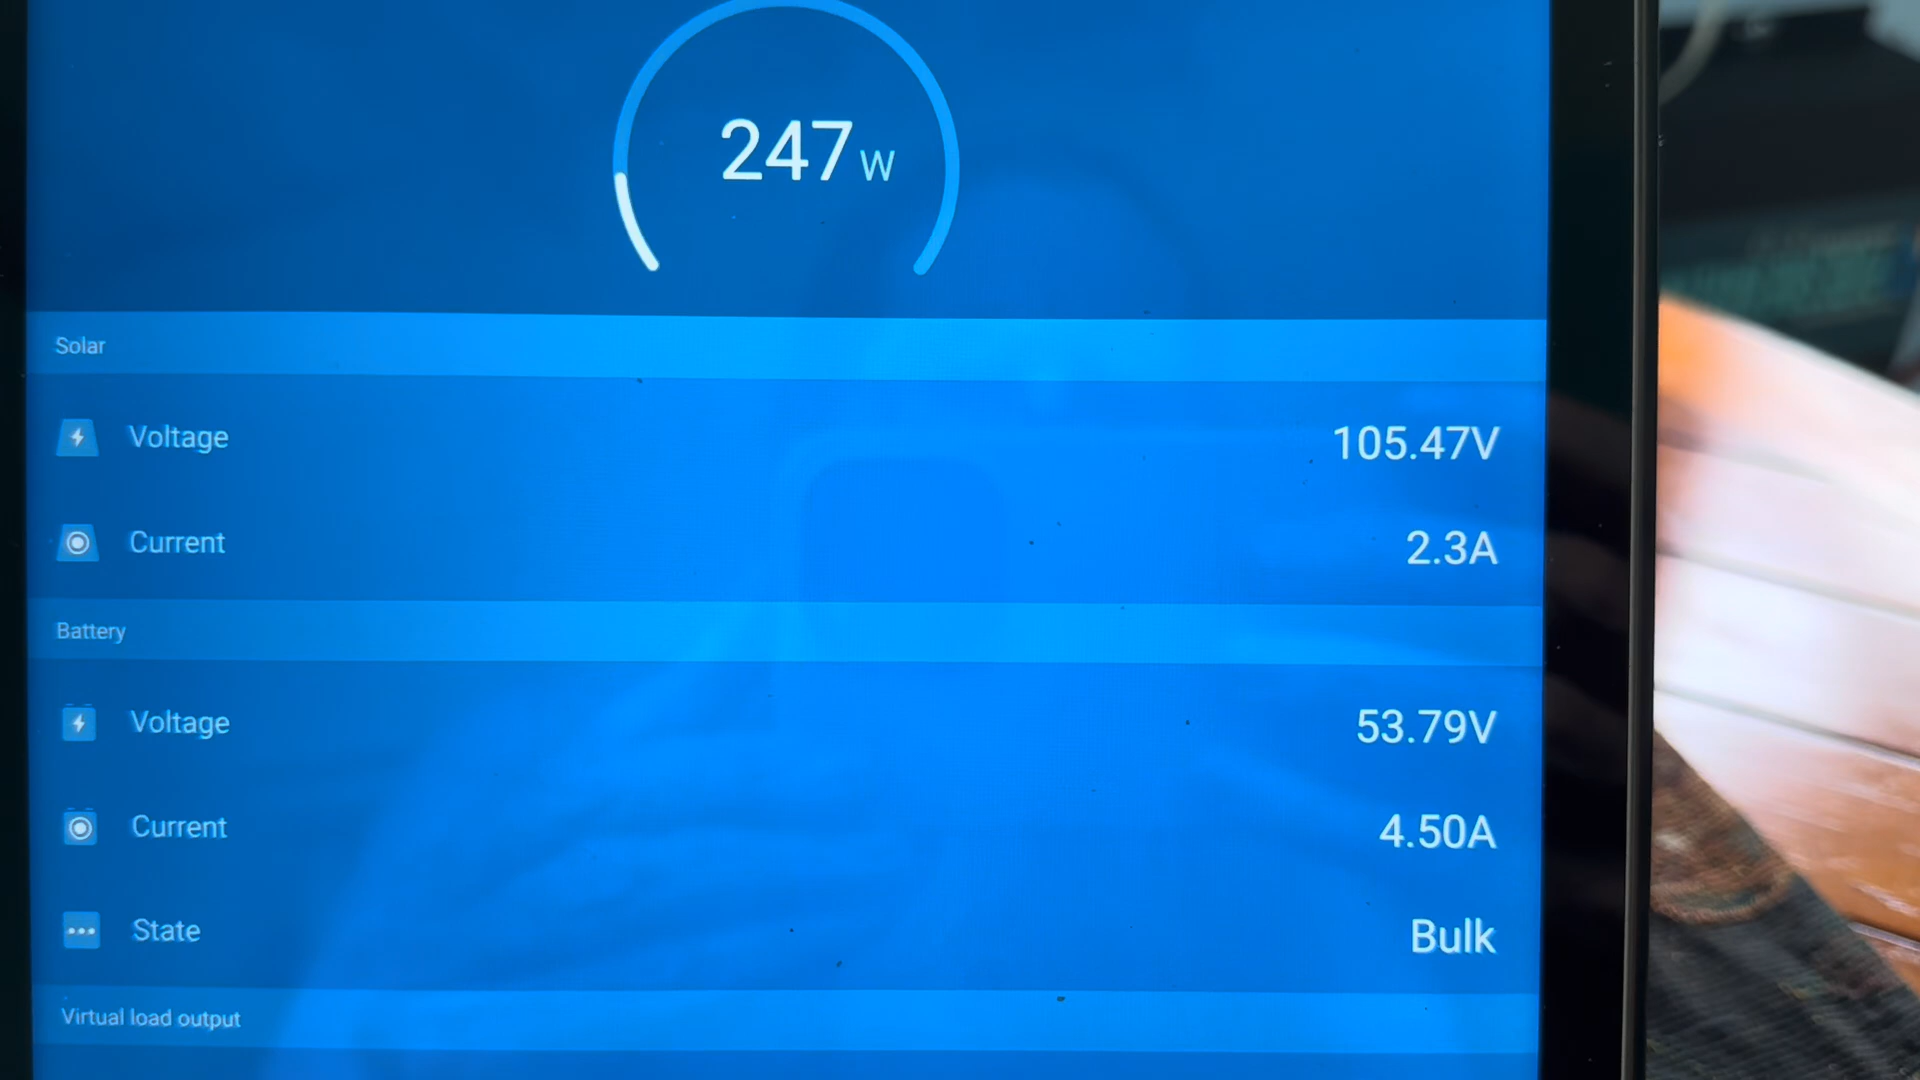 247 W
Solar
Voltage 105.47V
Current 2.3A
Battery
Voltage 53.79V
Current 4.50A
State Bulk
Virtual load output